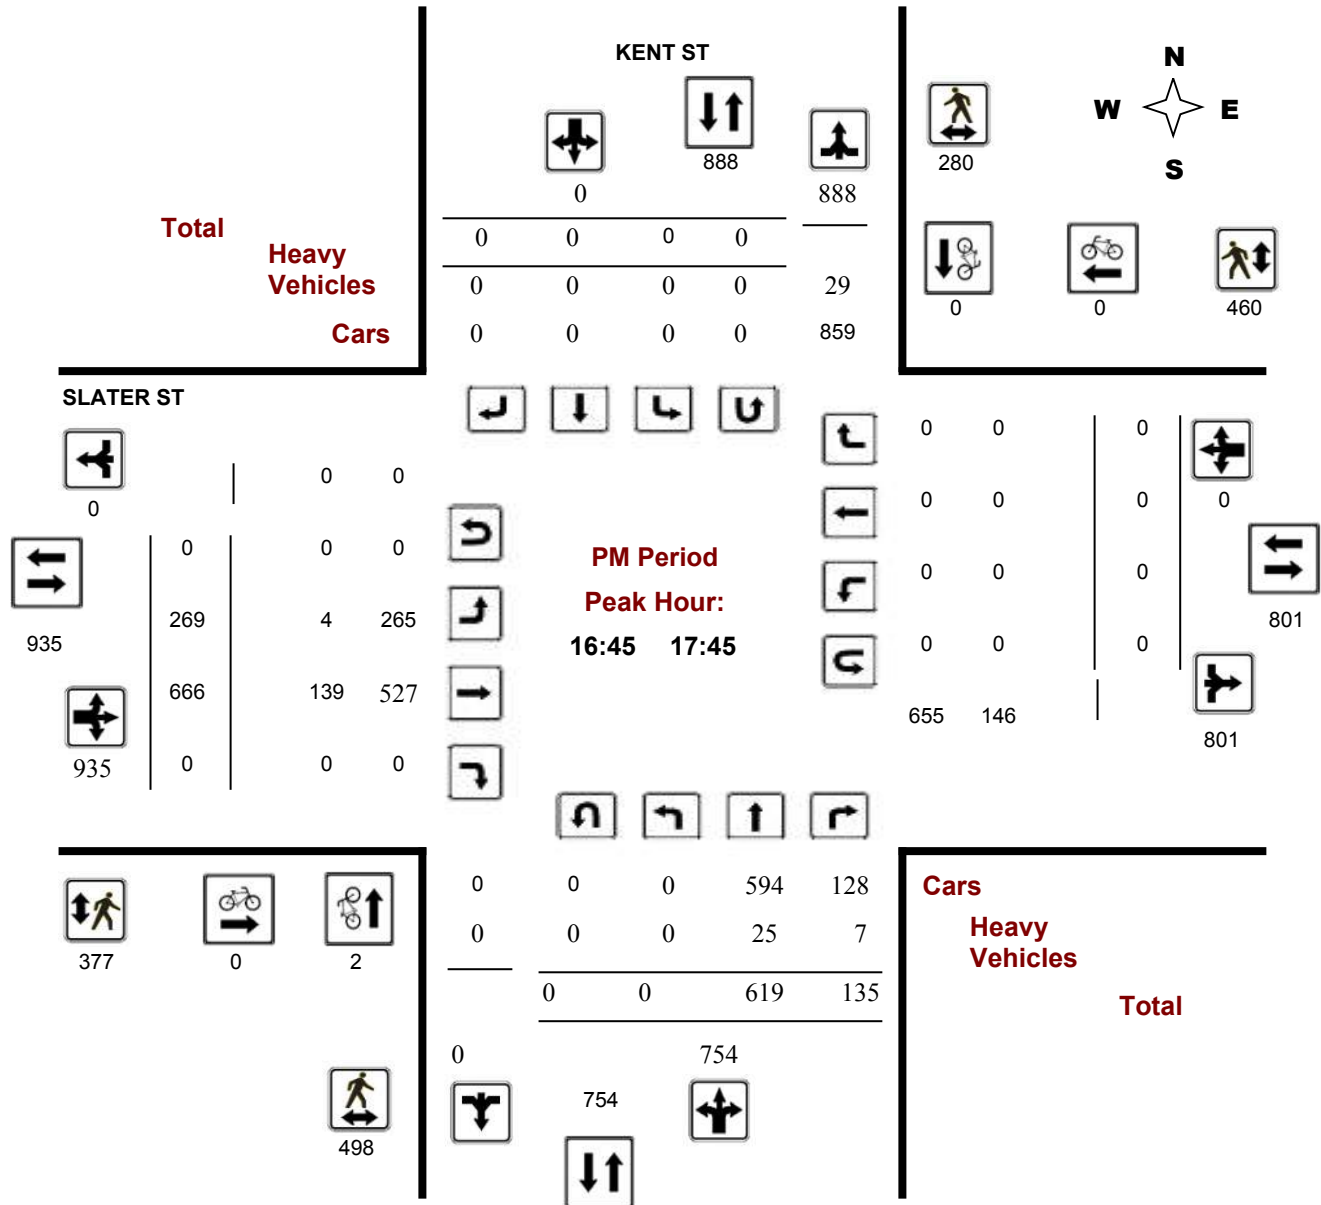 KENT ST
N
W E
S
888
280
0
888
Total
0 0 0 0
Heavy
Vehicles
0 0 0 0 29
0 0 460
Cars
0 0 0 0 859
SLATER ST
0 0 0
0 0
0
0 0 0 0
0 0 0
PM Period
0 0 0
Peak Hour:
269 4 265
801
935
16:45 17:45
0 0 0
666 139 527
655 146
801
935
0 0 0
0 0 0 594 128
Cars
0 0 0 25 7
Heavy
Vehicles
377 0 2
0 0 619 135
Total
0 754
754
498